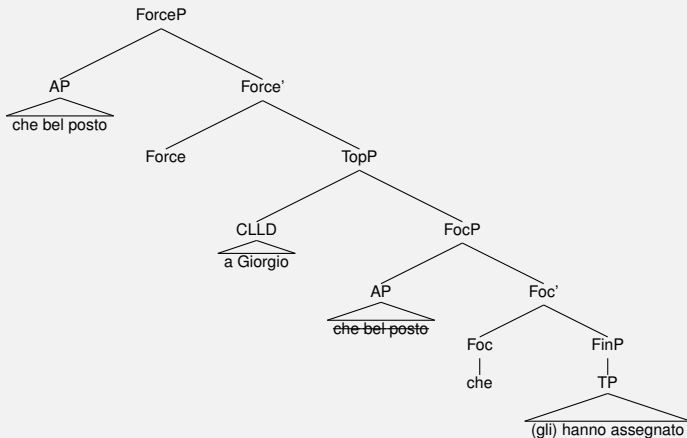 ForceP
AP Force'
che bel posto
Force TopP
CLLD FocP
a Giorgio
AP Foc'
che bel posto
Foc FinP
che TP
(gli) hanno assegnato